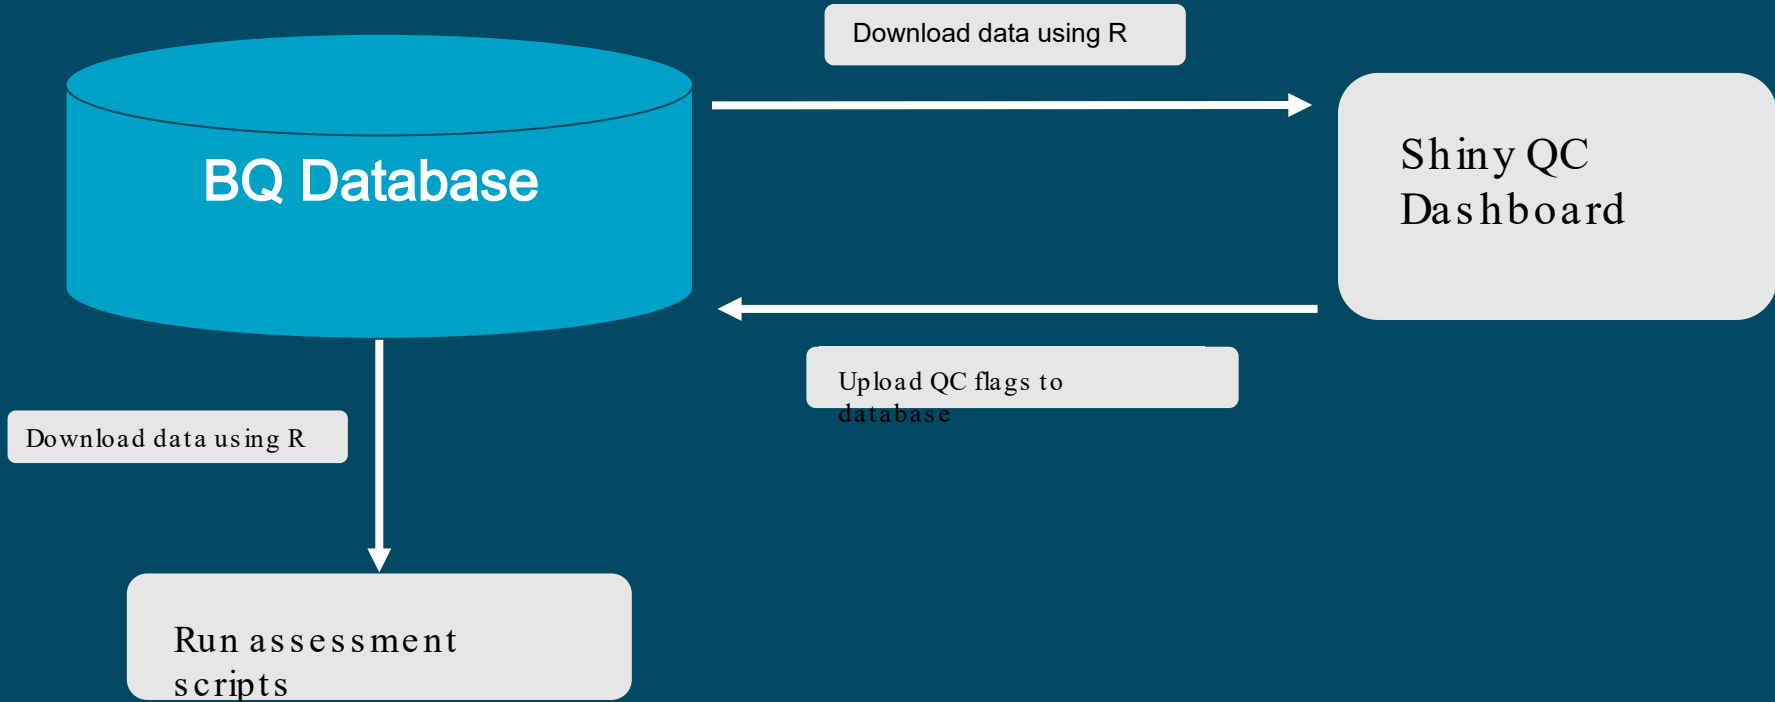 Download data using R
BQ Database
Shiny QC
Dashboard
Upload QC flags to
database
Download data using R
Run assessment
scripts